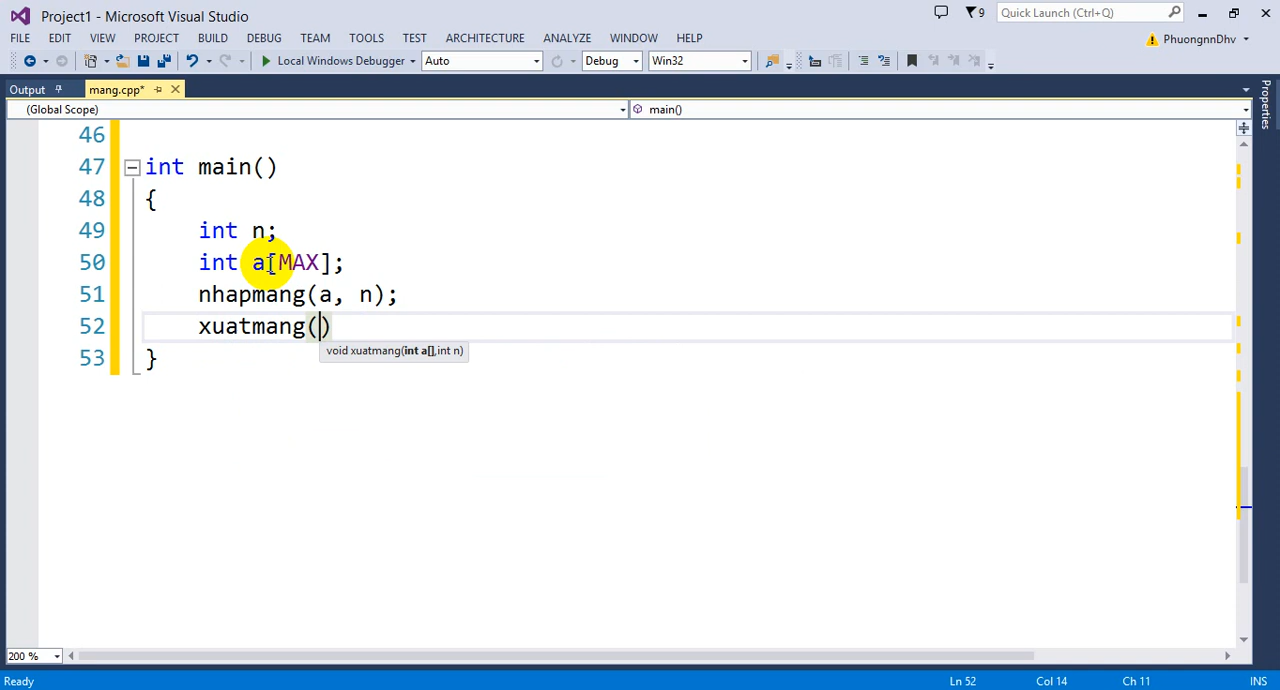 Project1 - Microsoft Visual Studio
9
Quick Launch (Ctrl+Q)
FILE EDIT VIEW PROJECT BUILD DEBUG TEAM TOOLS TEST ARCHITECTURE ANALYZE WINDOW HELP
PhuongnnDhv
Local Windows Debugger Auto Debug Win32
Output mang.cpp*
Properties
(Global Scope) main()
46
47 int main()
48 {
49 int n;
50 int a[MAX];
51 nhapmang(a, n);
52 xuatmang()
void xuatmang(int a[],int n)
53 }
200 %
Ready Ln 52 Col 14 Ch 11 INS